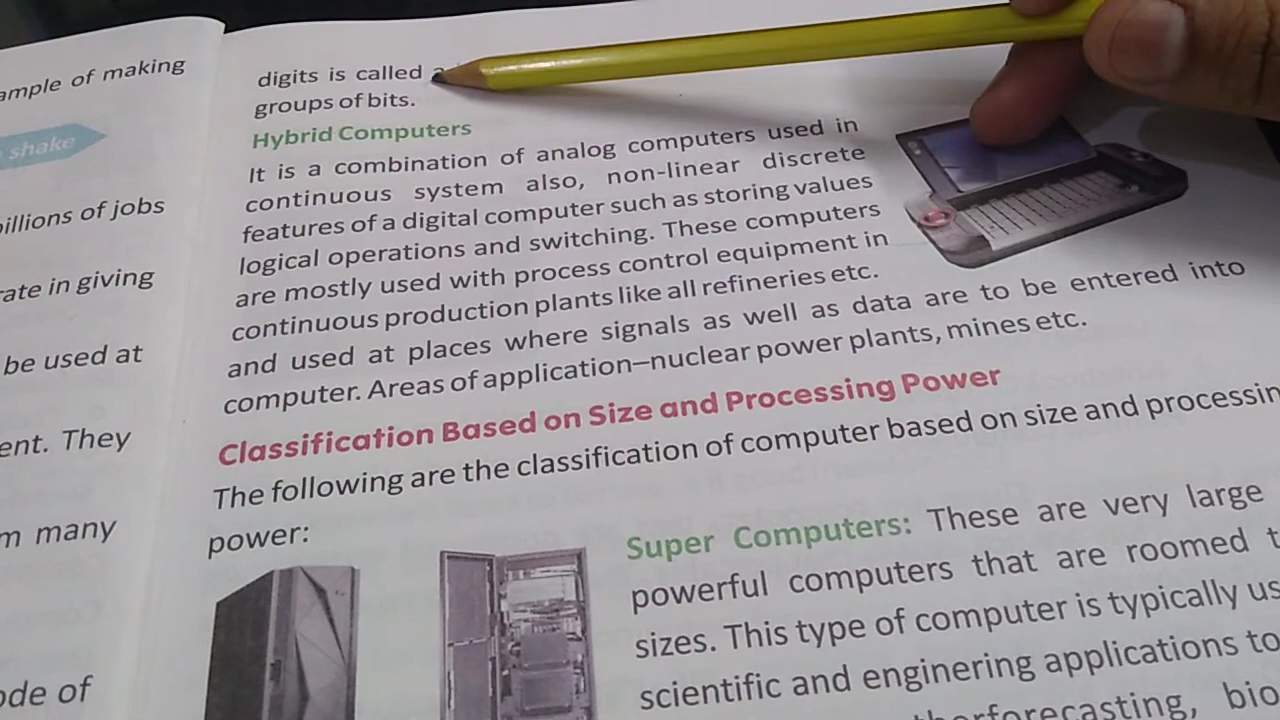 ample of making
shake
billions of jobs
rate in giving
be used at
ent. They
m many
ode of
digits is called
groups of bits.
Hybrid Computers
It is a combination of analog computers used in
continuous system also, non-linear discrete
features of a digital computer such as storing values
logical operations and switching. These computers
are mostly used with process control equipment in
continuous production plants like all refineries etc.
and used at places where signals as well as data are to be entered into
computer. Areas of application–nuclear power plants, mines etc.
Classification Based on Size and Processing Power
The following are the classification of computer based on size and processin
power:
Super Computers: These are very large
powerful computers that are roomed t
sizes. This type of computer is typically us
scientific and enginering applications to
therforecasting, bio